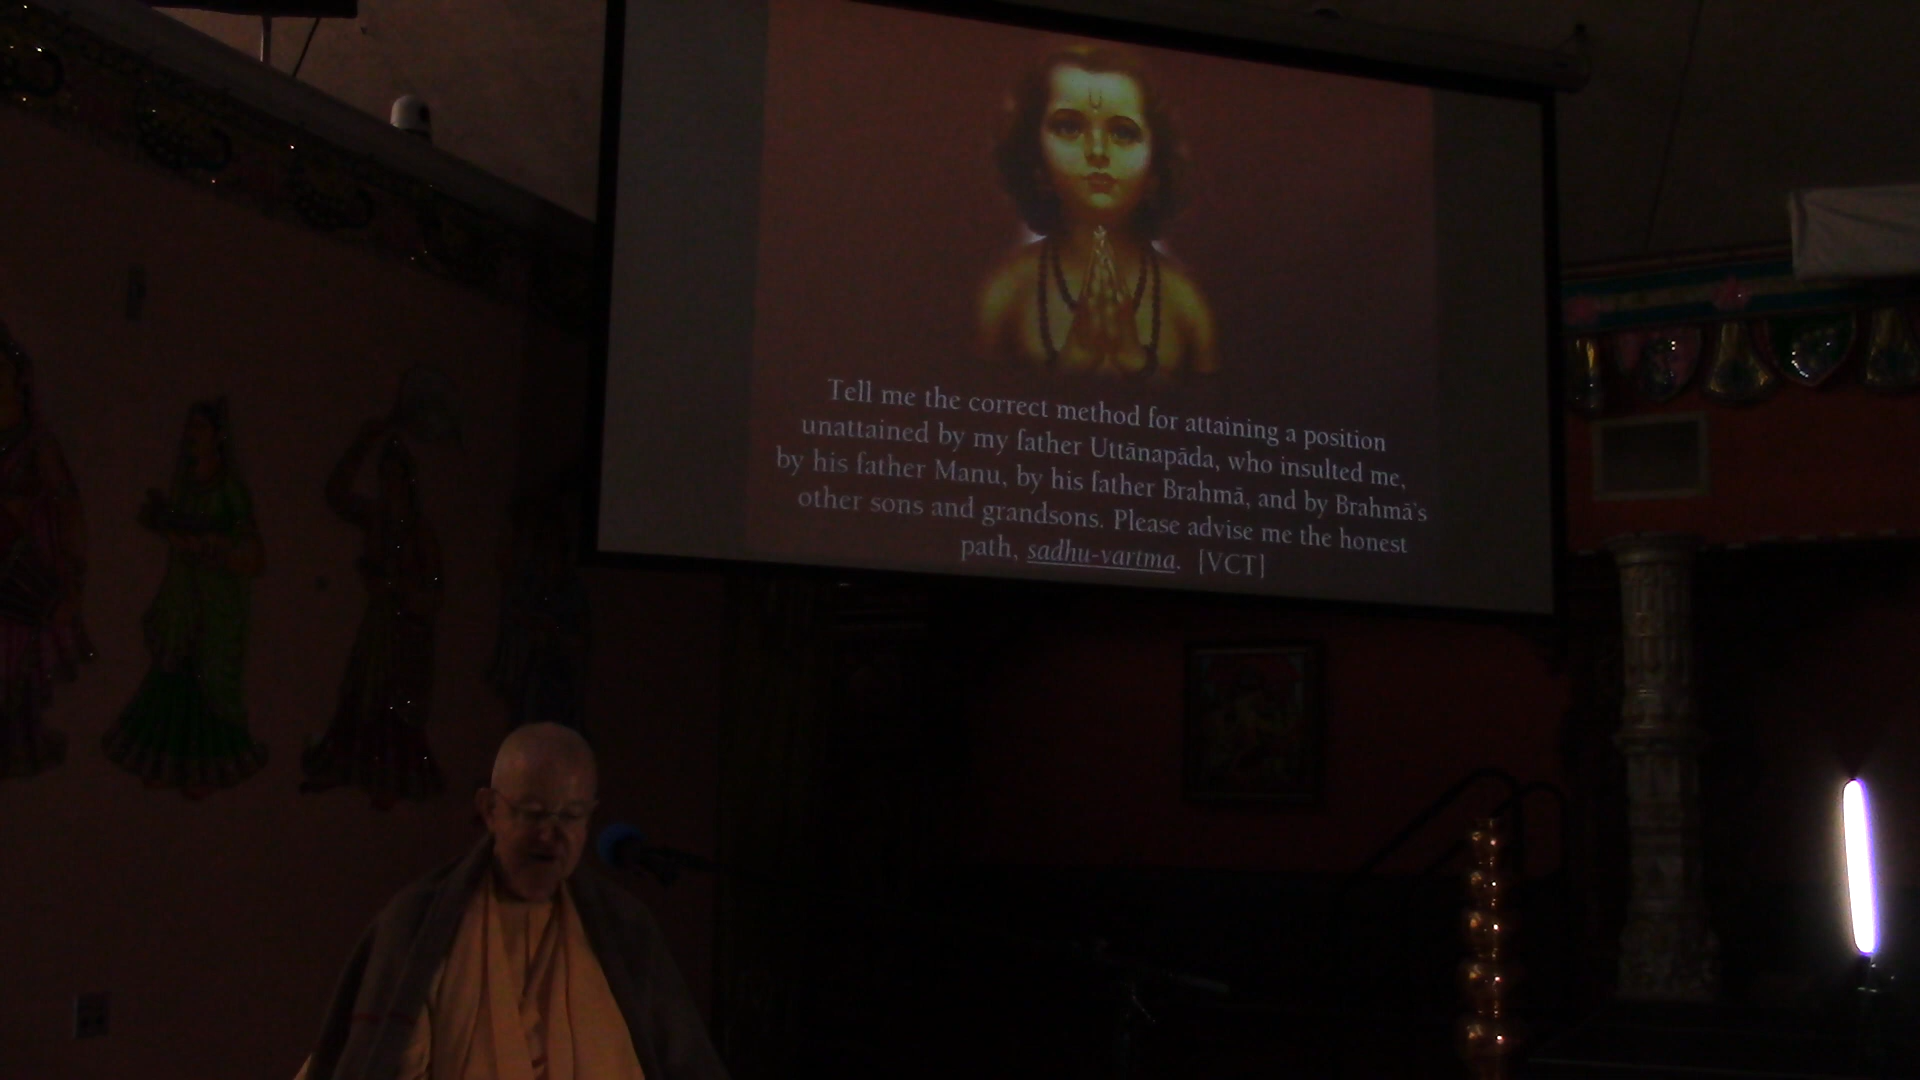 Tell me the correct method for attaining a position
unattained by my father Uttānapāda, who insulted me,
by his father Manu, by his father Brahmā, and by Brahmā's
other sons and grandsons. Please advise me the honest
path, sadhu-vartma. [VCT]